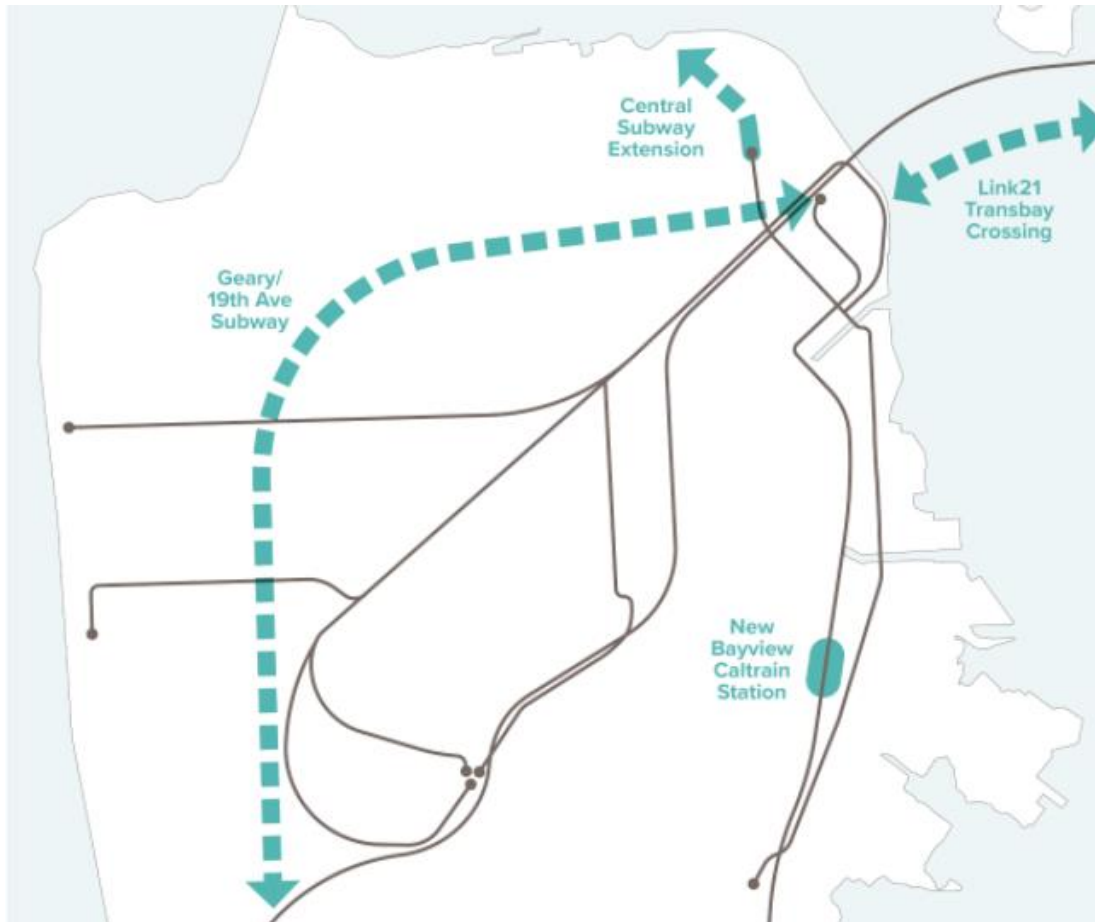 Central
Subway
Extension
Link21
Transbay
Crossing
Geary/
19th Ave
Subway
New
Bayview
Caltrain
Station